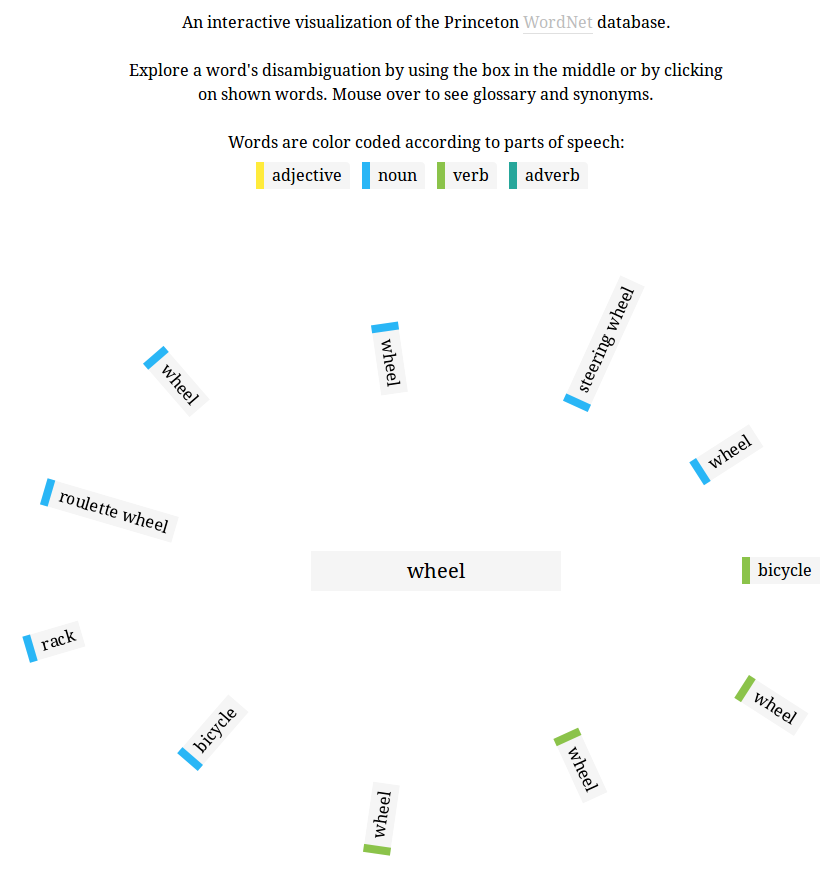 An interactive visualization of the Princeton WordNet database.
Explore a word's disambiguation by using the box in the middle or by clicking
on shown words. Mouse over to see glossary and synonyms.
Words are color coded according to parts of speech:
adjective noun verb adverb
steering wheel
wheel
wheel
wheel
roulette wheel
wheel
bicycle
rack
wheel
bicycle
wheel
wheel